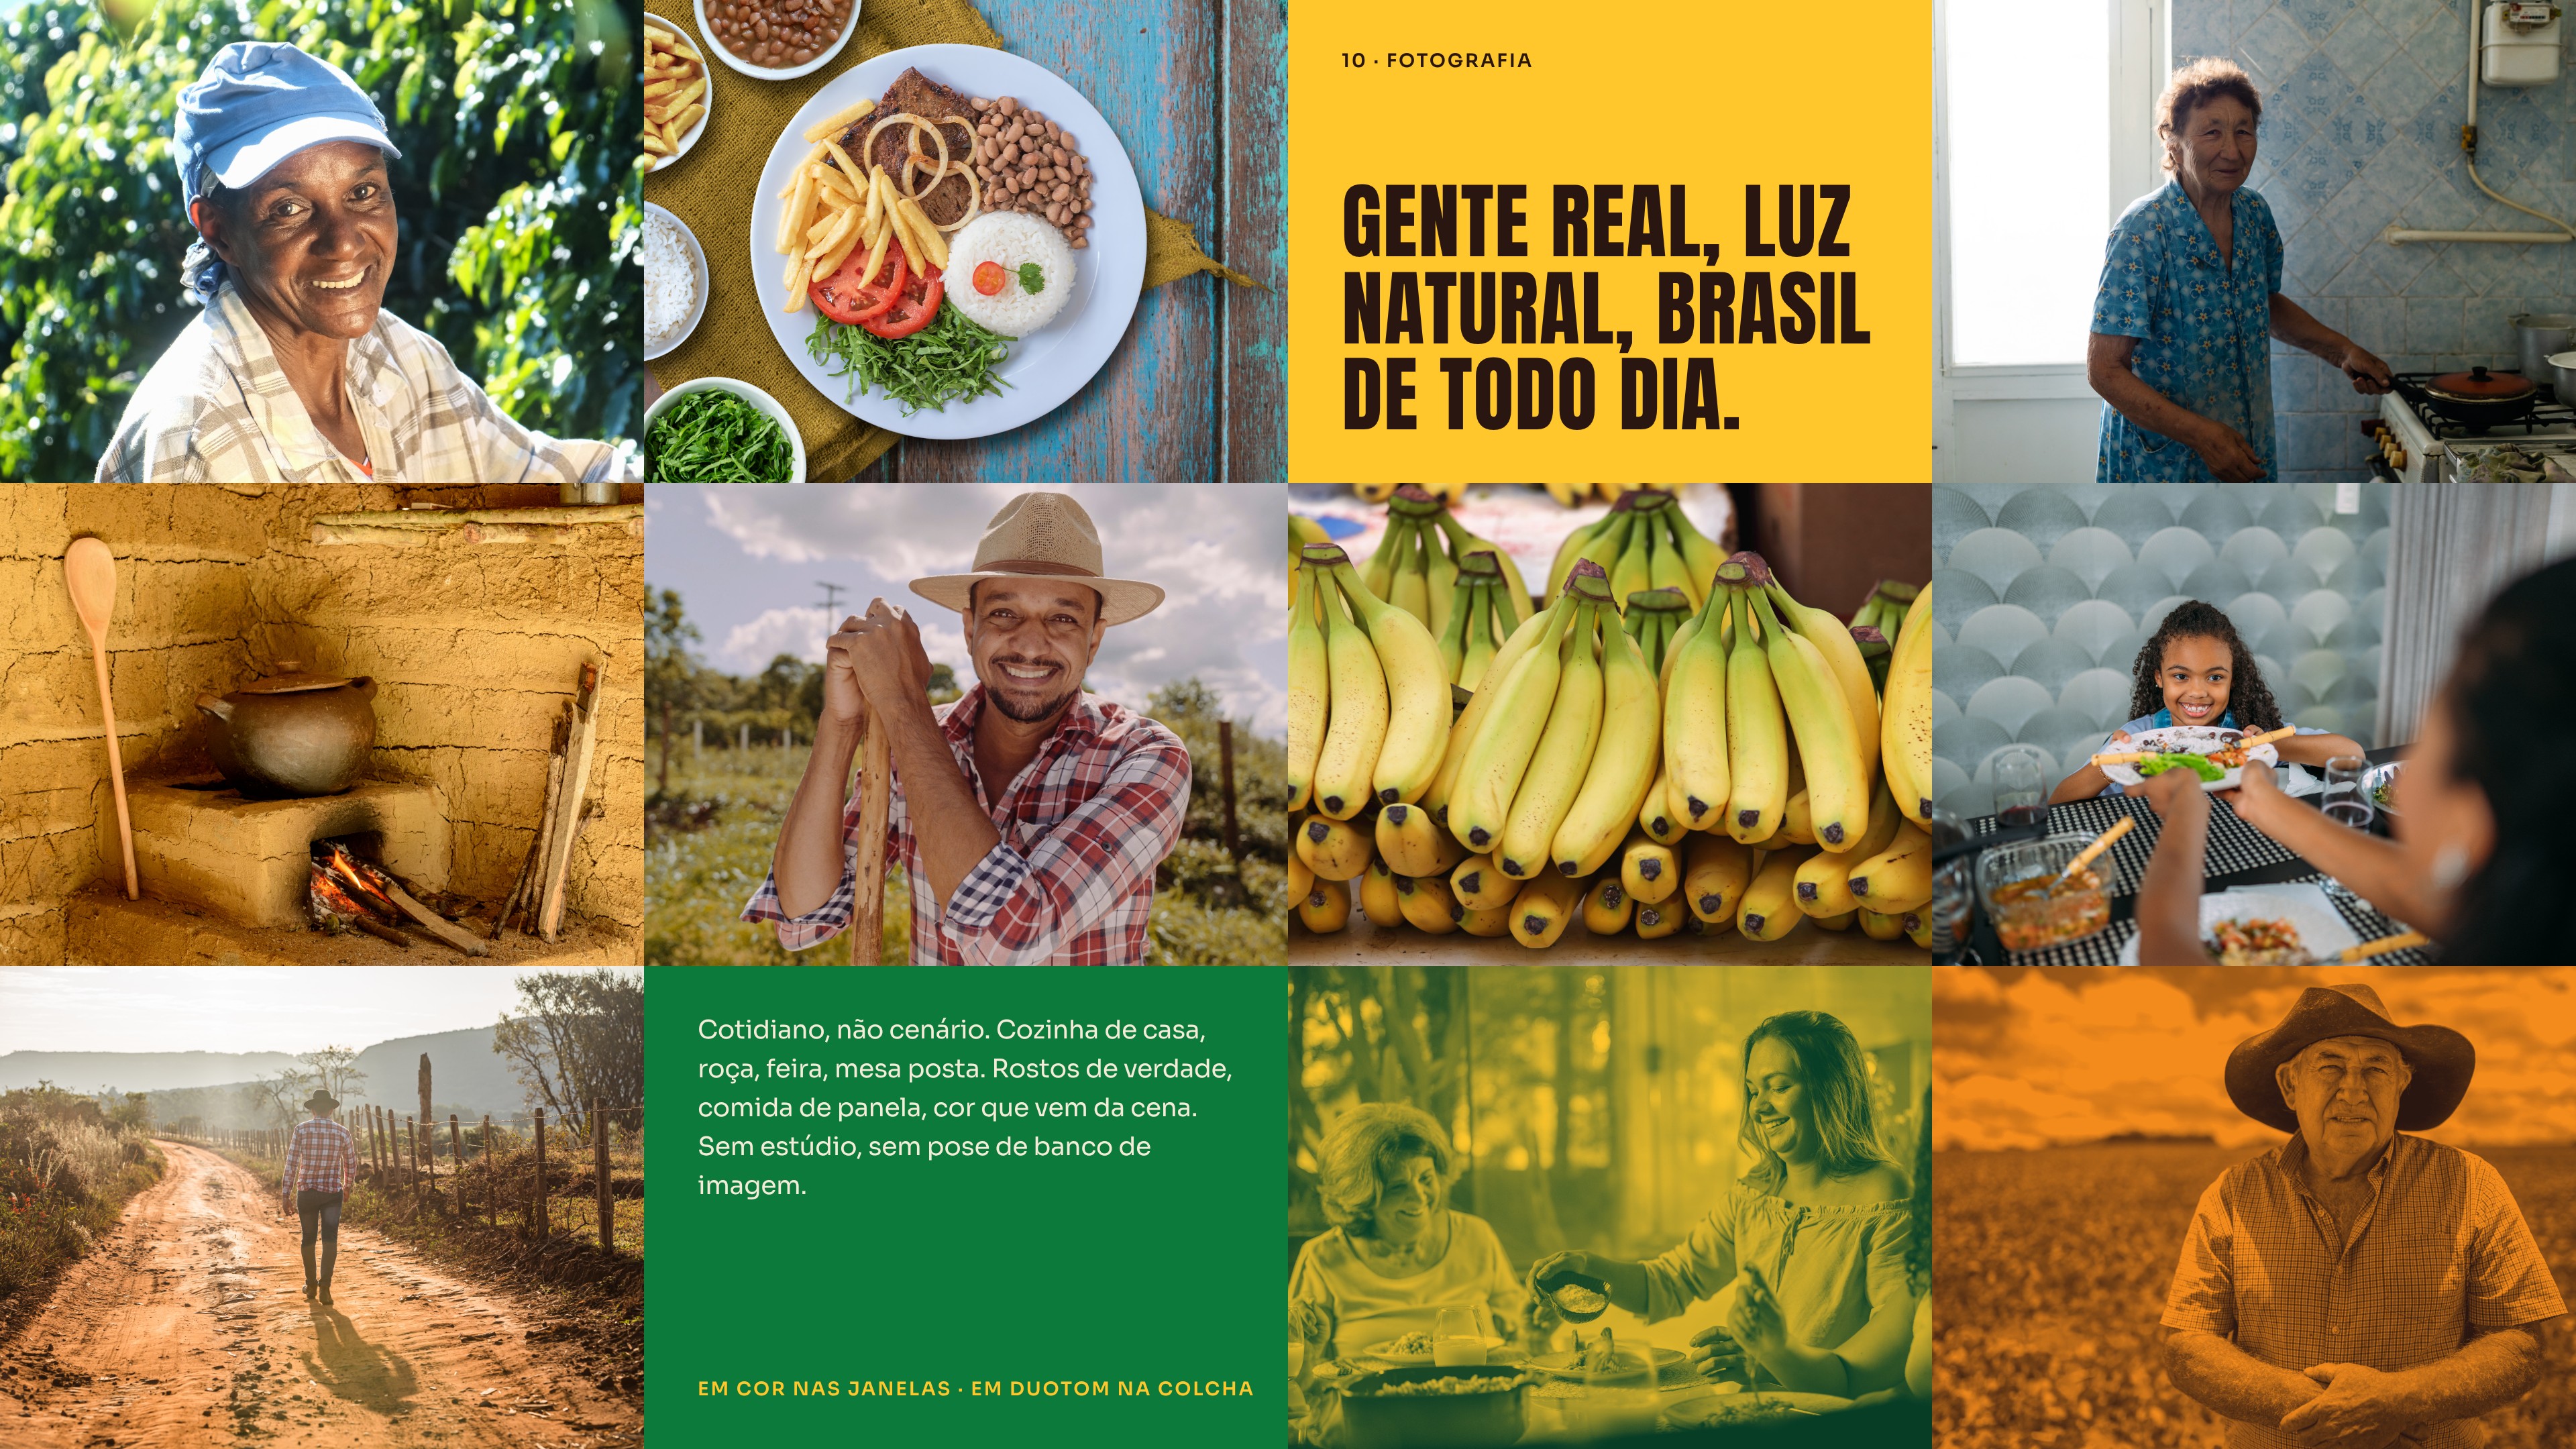 10 · FOTOGRAFIA
GENTE REAL, LUZ
NATURAL, BRASIL
DE TODO DIA.
Cotidiano, não cenário. Cozinha de casa,
roça, feira, mesa posta. Rostos de verdade,
comida de panela, cor que vem da cena.
Sem estúdio, sem pose de banco de
imagem.
EM COR NAS JANELAS · EM DUOTOM NA COLCHA